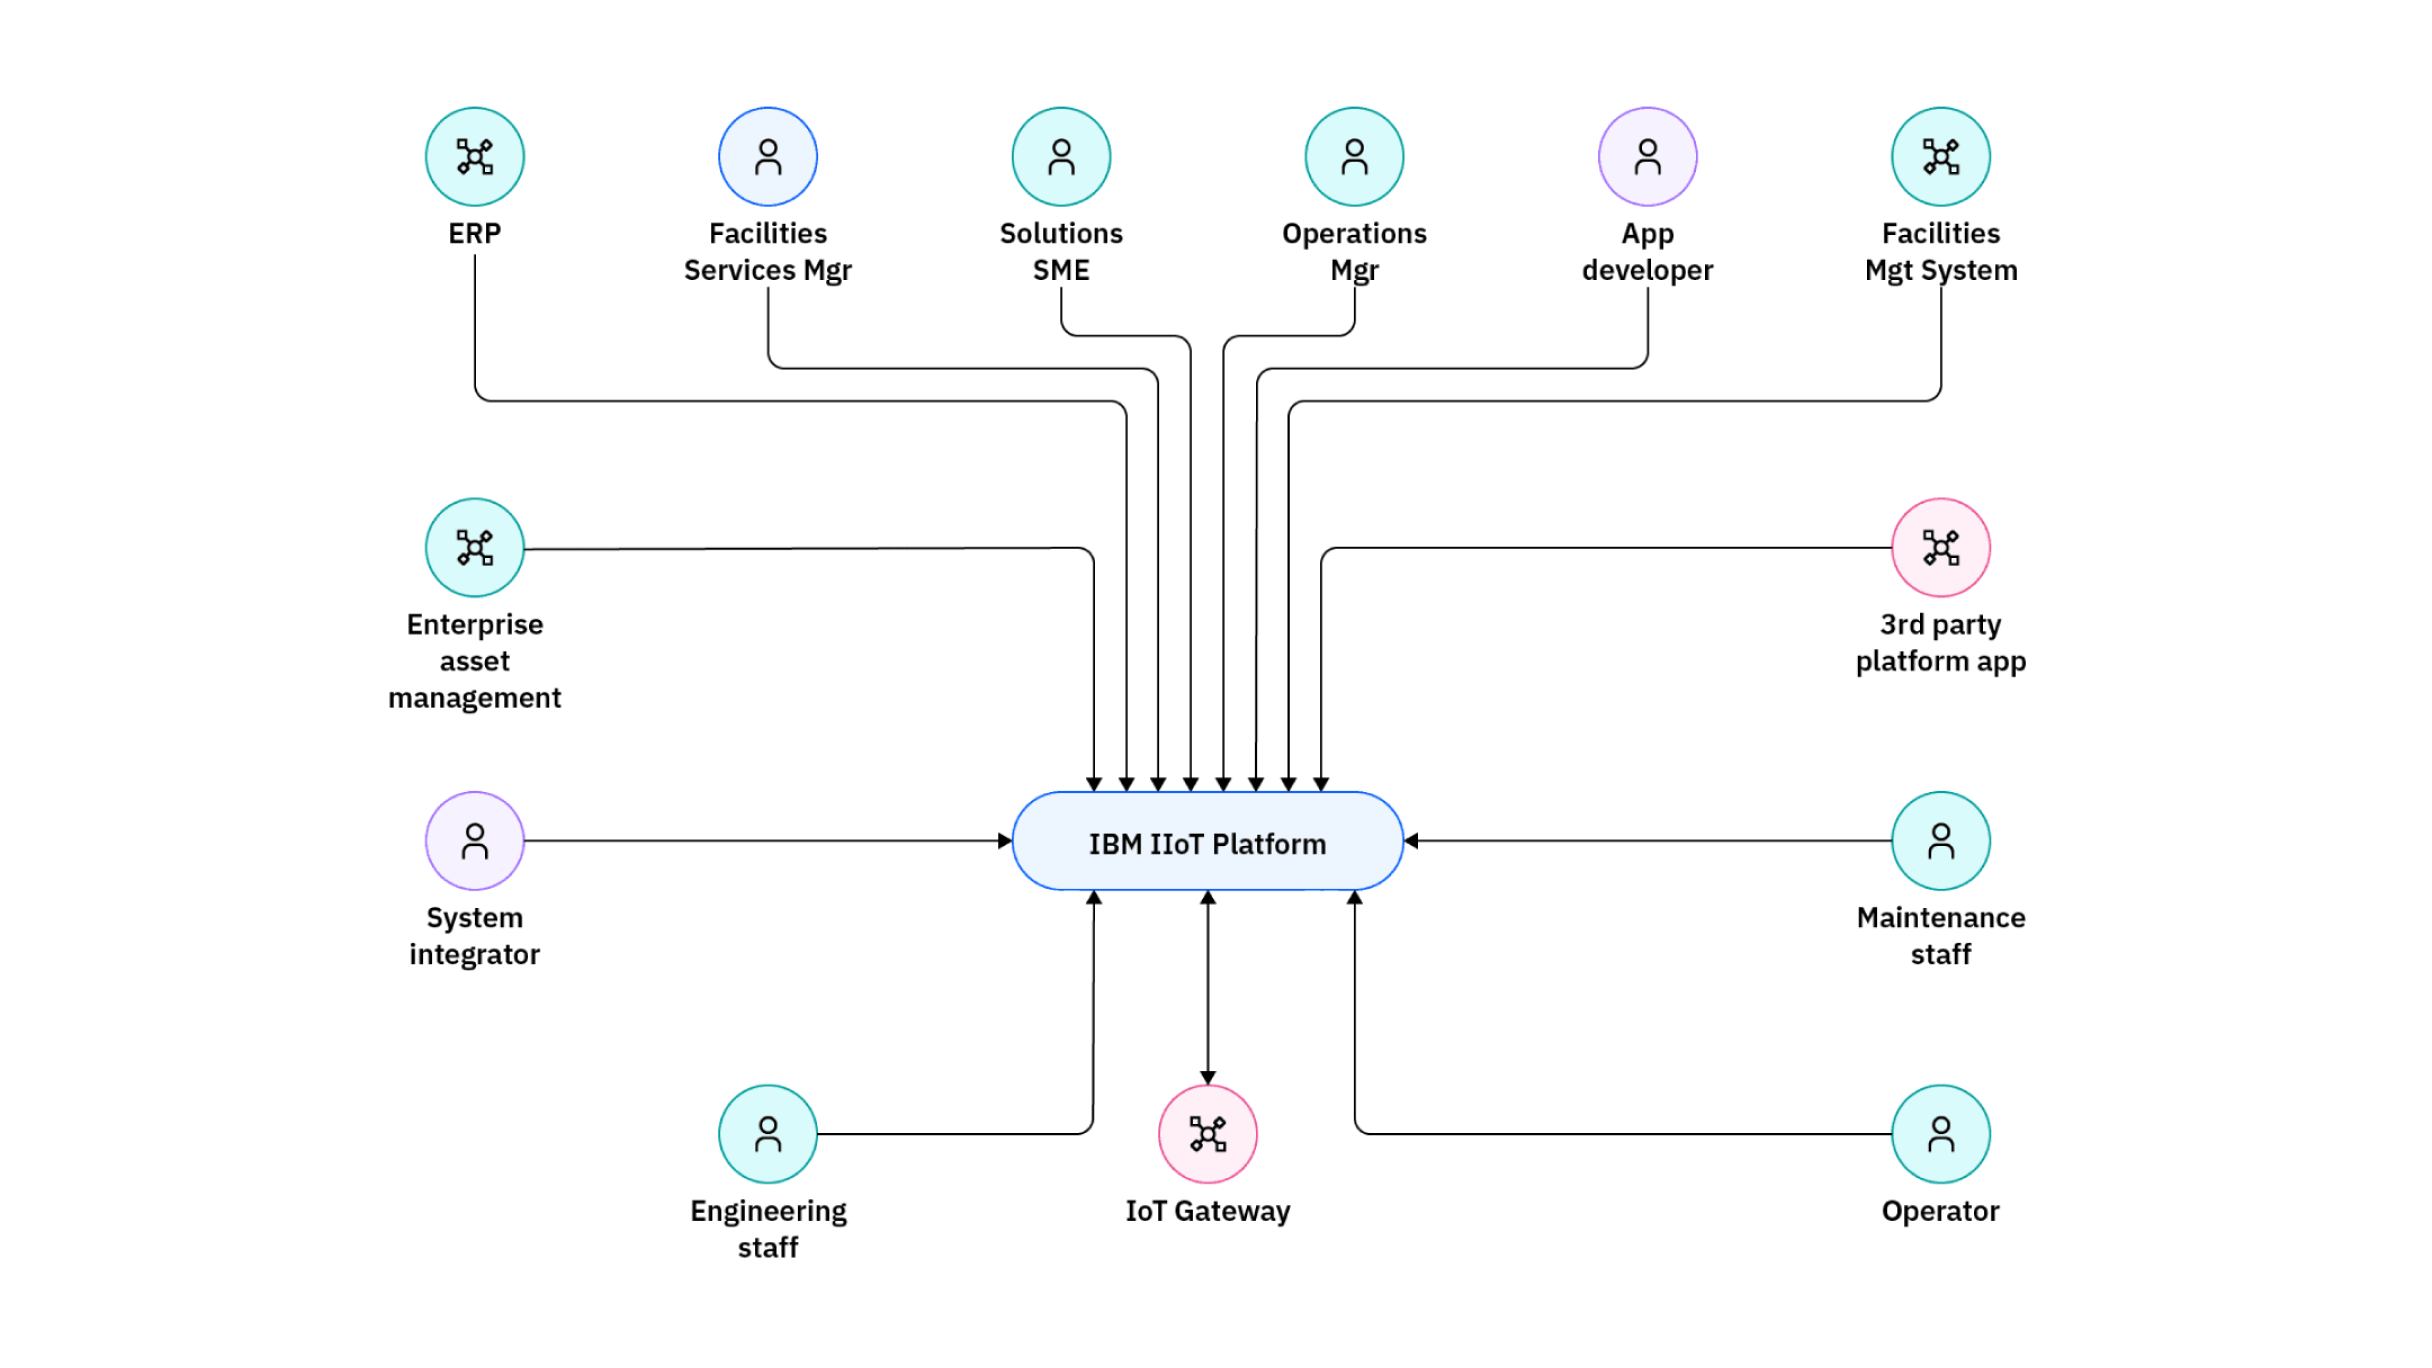 ERP
Facilities
Services Mgr
Solutions
SME
Operations
Mgr
App
developer
Facilities
Mgt System
Enterprise
asset
management
3rd party
platform app
IBM IIoT Platform
System
integrator
Maintenance
staff
Engineering
staff
IoT Gateway
Operator